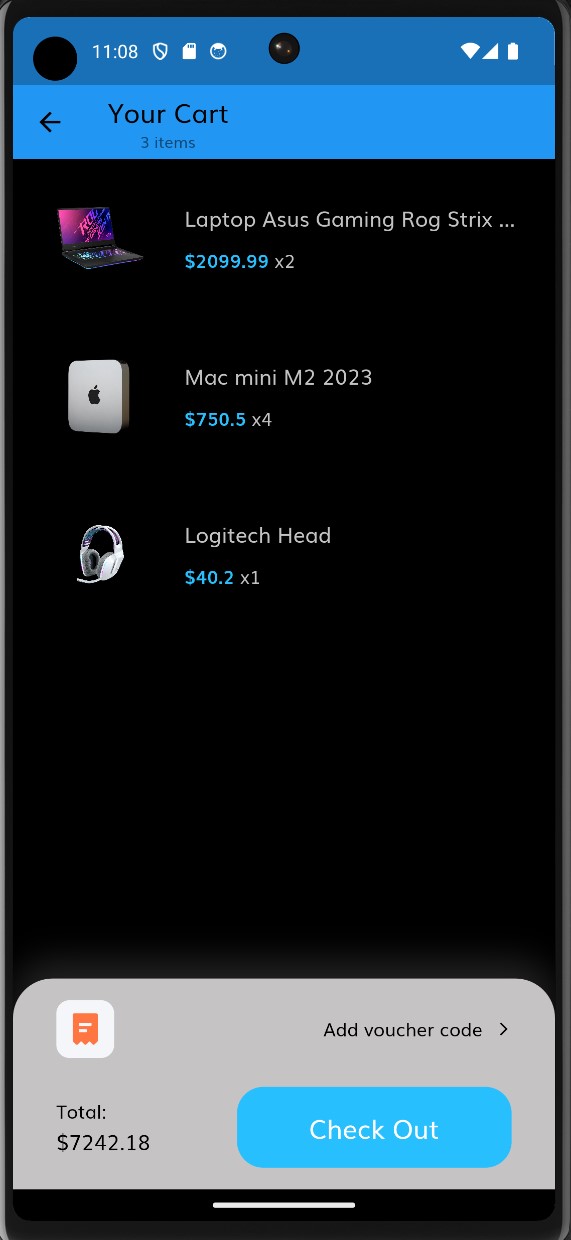 11:08
Your Cart
3 items
Laptop Asus Gaming Rog Strix ...
$2099.99 x2
Mac mini M2 2023
$750.5 x4
Logitech Head
$40.2 x1
Add voucher code
Total:
$7242.18
Check Out